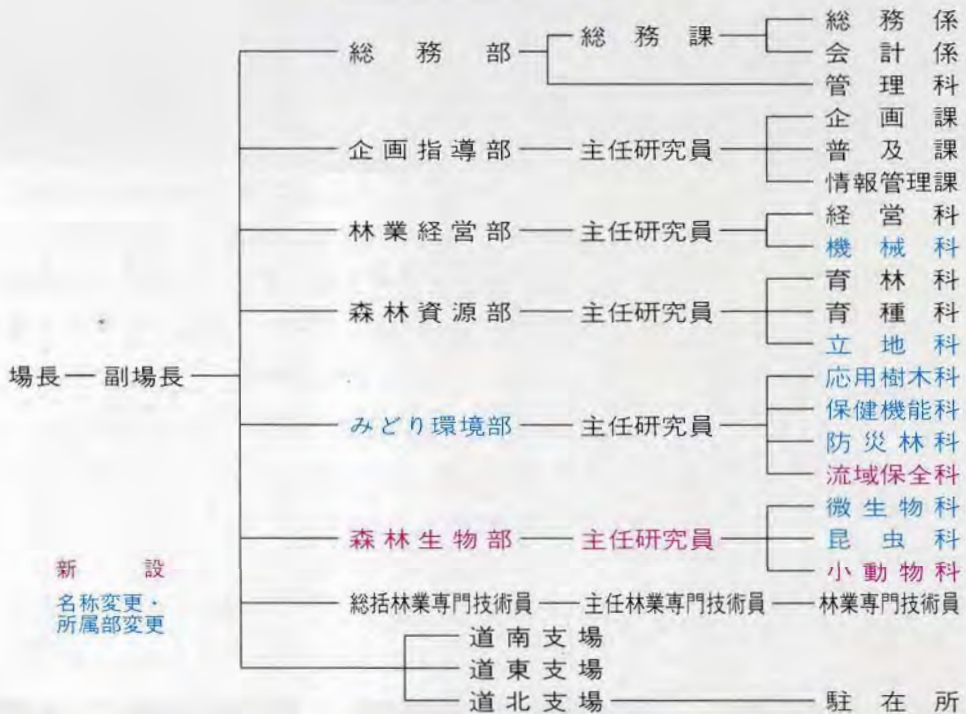 総務部 総務課 総務係
会計係
管理科
企画指導部 主任研究員 企画課
普及課
情報管理課
林業経営部 主任研究員 経営科
機械科
森林資源部 主任研究員 育林科
育種科
立地科
場長 副場長
みどり環境部 主任研究員 応用樹木科
保健機能科
防災林科
流域保全科
森林生物部 主任研究員 微生物科
昆虫科
小動物科
新設
名称変更・
所属部変更
総括林業専門技術員 主任林業専門技術員 林業専門技術員
道南支場
道東支場
道北支場 駐在所